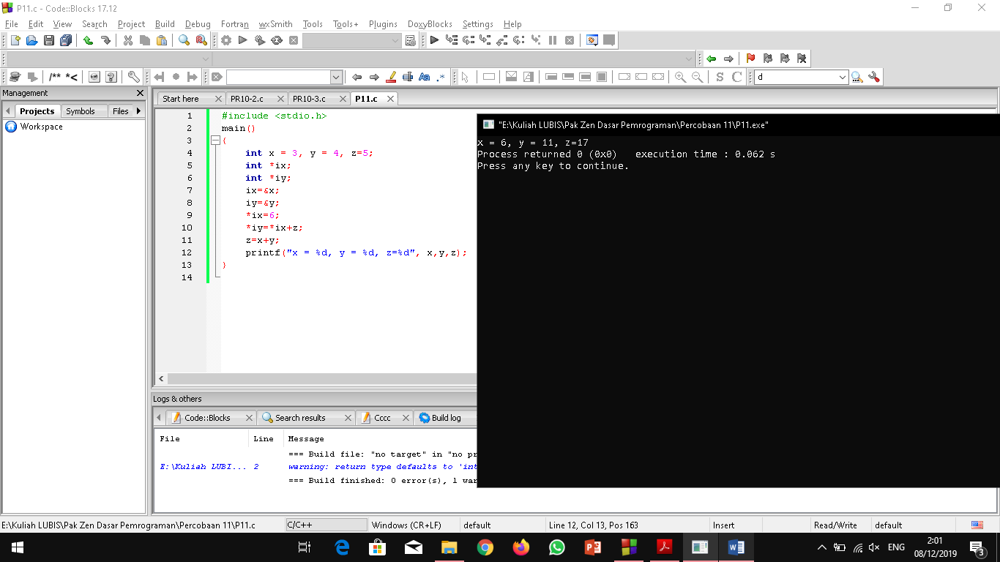 P11.c - Code::Blocks 17.12
File Edit View Search Project Build Debug Fortran wxSmith Tools Tools+ Plugins DoxyBlocks Settings Help
/** *< Aa .* S C d
Management
Projects Symbols Files
Workspace
Start here PR10-2.c PR10-3.c P11.c
1 #include <stdio.h>
2 main()
3 {
4 int x = 3, y = 4, z=5;
5 int *ix;
6 int *iy;
7 ix=&x;
8 iy=&y;
9 *ix=6;
10 *iy=*ix+z;
11 z=x+y;
12 printf("x = %d, y = %d, z=%d", x,y,z);
13 }
14
"E:\Kuliah LUBIS\Pak Zen Dasar Pemrograman\Percobaan 11\P11.exe"
x = 6, y = 11, z=17
Process returned 0 (0x0) execution time : 0.062 s
Press any key to continue.
Logs & others
Code::Blocks Search results Cccc Build log
File Line Message
=== Build file: "no target" in "no pr
E:\Kuliah LUBI... 2 warning: return type defaults to 'int
=== Build finished: 0 error(s), 1 war
E:\Kuliah LUBIS\Pak Zen Dasar Pemrograman\Percobaan 11\P11.c C/C++ Windows (CR+LF) default Line 12, Col 13, Pos 163 Insert Read/Write default
ENG 2:01
08/12/2019 3